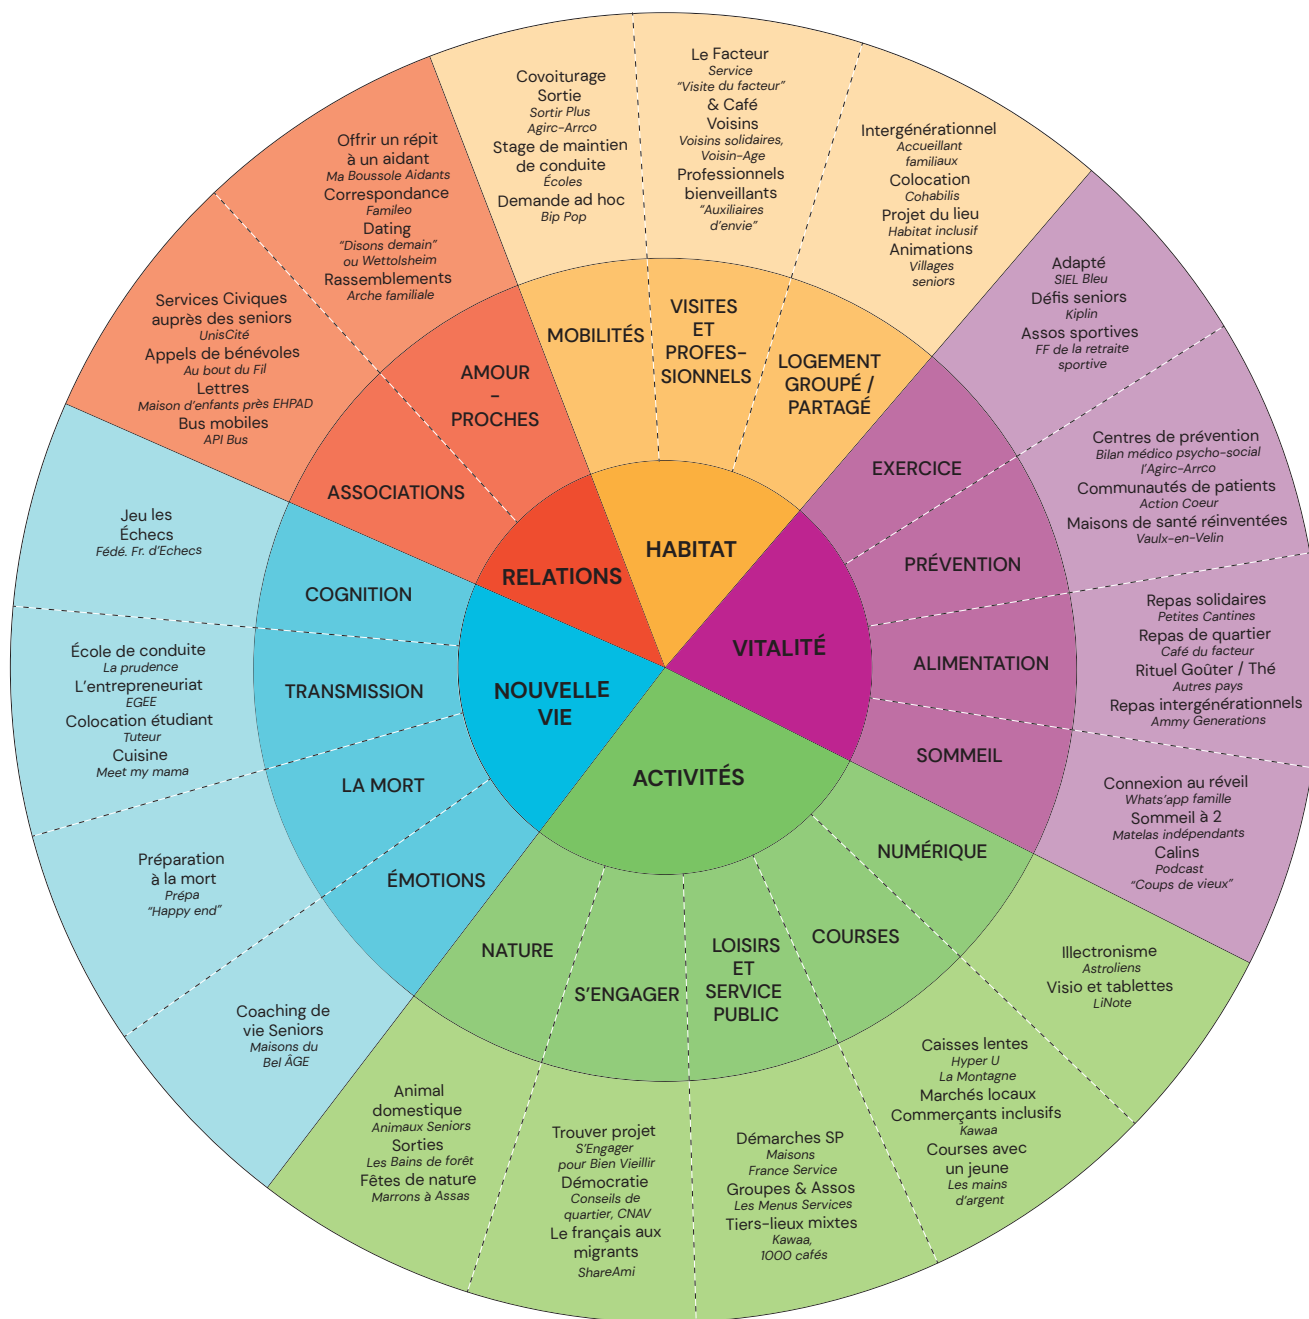 HABITAT
MOBILITÉS
Covoiturage
Sortie
Sortir Plus
Agirc-Arrco
Stage de maintien
de conduite
Écoles
Demande ad hoc
Bip Pop
VISITES
ET
PROFES-
SIONNELS
Le Facteur
Service
“Visite du facteur”
& Café
Voisins
Voisins solidaires,
Voisin-Age
Professionnels
bienveillants
“Auxiliaires
d’envie”
LOGEMENT
GROUPÉ /
PARTAGÉ
Intergénérationnel
Accueillant
familiaux
Colocation
Cohabilis
Projet du lieu
Habitat inclusif
Animations
Villages
seniors
VITALITÉ
EXERCICE
Adapté
SIEL Bleu
Défis seniors
Kiplin
Assos sportives
FF de la retraite
sportive
PRÉVENTION
Centres de prévention
Bilan médico psycho-social
l’Agirc-Arrco
Communautés de patients
Action Coeur
Maisons de santé réinventées
Vaulx-en-Velin
ALIMENTATION
Repas solidaires
Petites Cantines
Repas de quartier
Café du facteur
Rituel Goûter / Thé
Autres pays
Repas intergénérationnels
Ammy Generations
SOMMEIL
Connexion au réveil
Whats’app famille
Sommeil à 2
Matelas indépendants
Calins
Podcast
“Coups de vieux”
ACTIVITÉS
NUMÉRIQUE
Illectronisme
Astroliens
Visio et tablettes
LiNote
COURSES
Caisses lentes
Hyper U
La Montagne
Marchés locaux
Commerçants inclusifs
Kawaa
Courses avec
un jeune
Les mains
d’argent
LOISIRS
ET
SERVICE
PUBLIC
Démarches SP
Maisons
France Service
Groupes & Assos
Les Menus Services
Tiers-lieux mixtes
Kawaa,
1000 cafés
S’ENGAGER
Trouver projet
S’Engager
pour Bien Vieillir
Démocratie
Conseils de
quartier, CNAV
Le français aux
migrants
ShareAmi
NATURE
Animal
domestique
Animaux Seniors
Sorties
Les Bains de forêt
Fêtes de nature
Marrons à Assas
NOUVELLE
VIE
ÉMOTIONS
Coaching de
vie Seniors
Maisons du
Bel ÂGE
LA MORT
Préparation
à la mort
Prépa
“Happy end”
TRANSMISSION
École de conduite
La prudence
L’entrepreneuriat
EGEE
Colocation étudiant
Tuteur
Cuisine
Meet my mama
COGNITION
Jeu les
Échecs
Fédé. Fr. d’Echecs
RELATIONS
ASSOCIATIONS
Services Civiques
auprès des seniors
UnisCité
Appels de bénévoles
Au bout du Fil
Lettres
Maison d’enfants près EHPAD
Bus mobiles
API Bus
AMOUR
-
PROCHES
Offrir un répit
à un aidant
Ma Boussole Aidants
Correspondance
Famileo
Dating
“Disons demain”
ou Wettolsheim
Rassemblements
Arche familiale